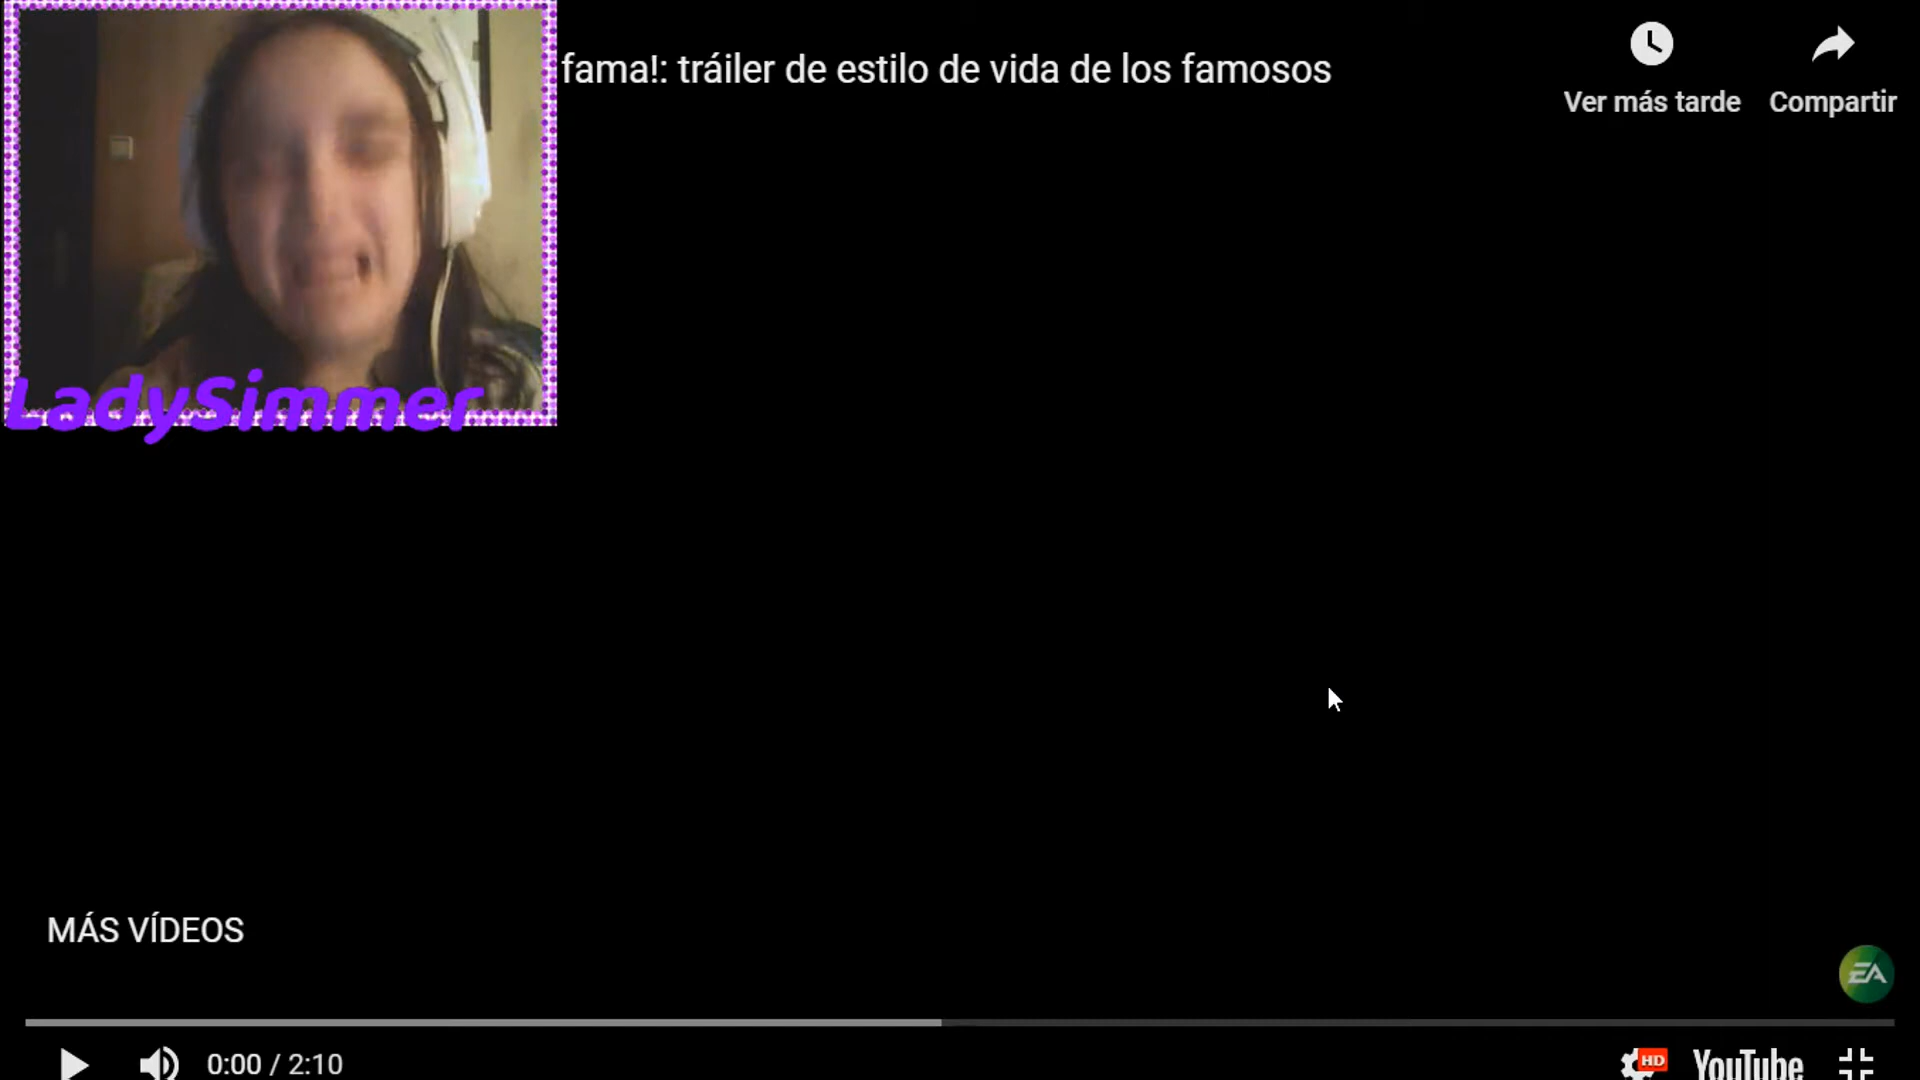 fama!: tráiler de estilo de vida de los famosos
Ver más tarde
Compartir
LadySimmer
MÁS VÍDEOS
EA
0:00 / 2:10
HD
YouTube